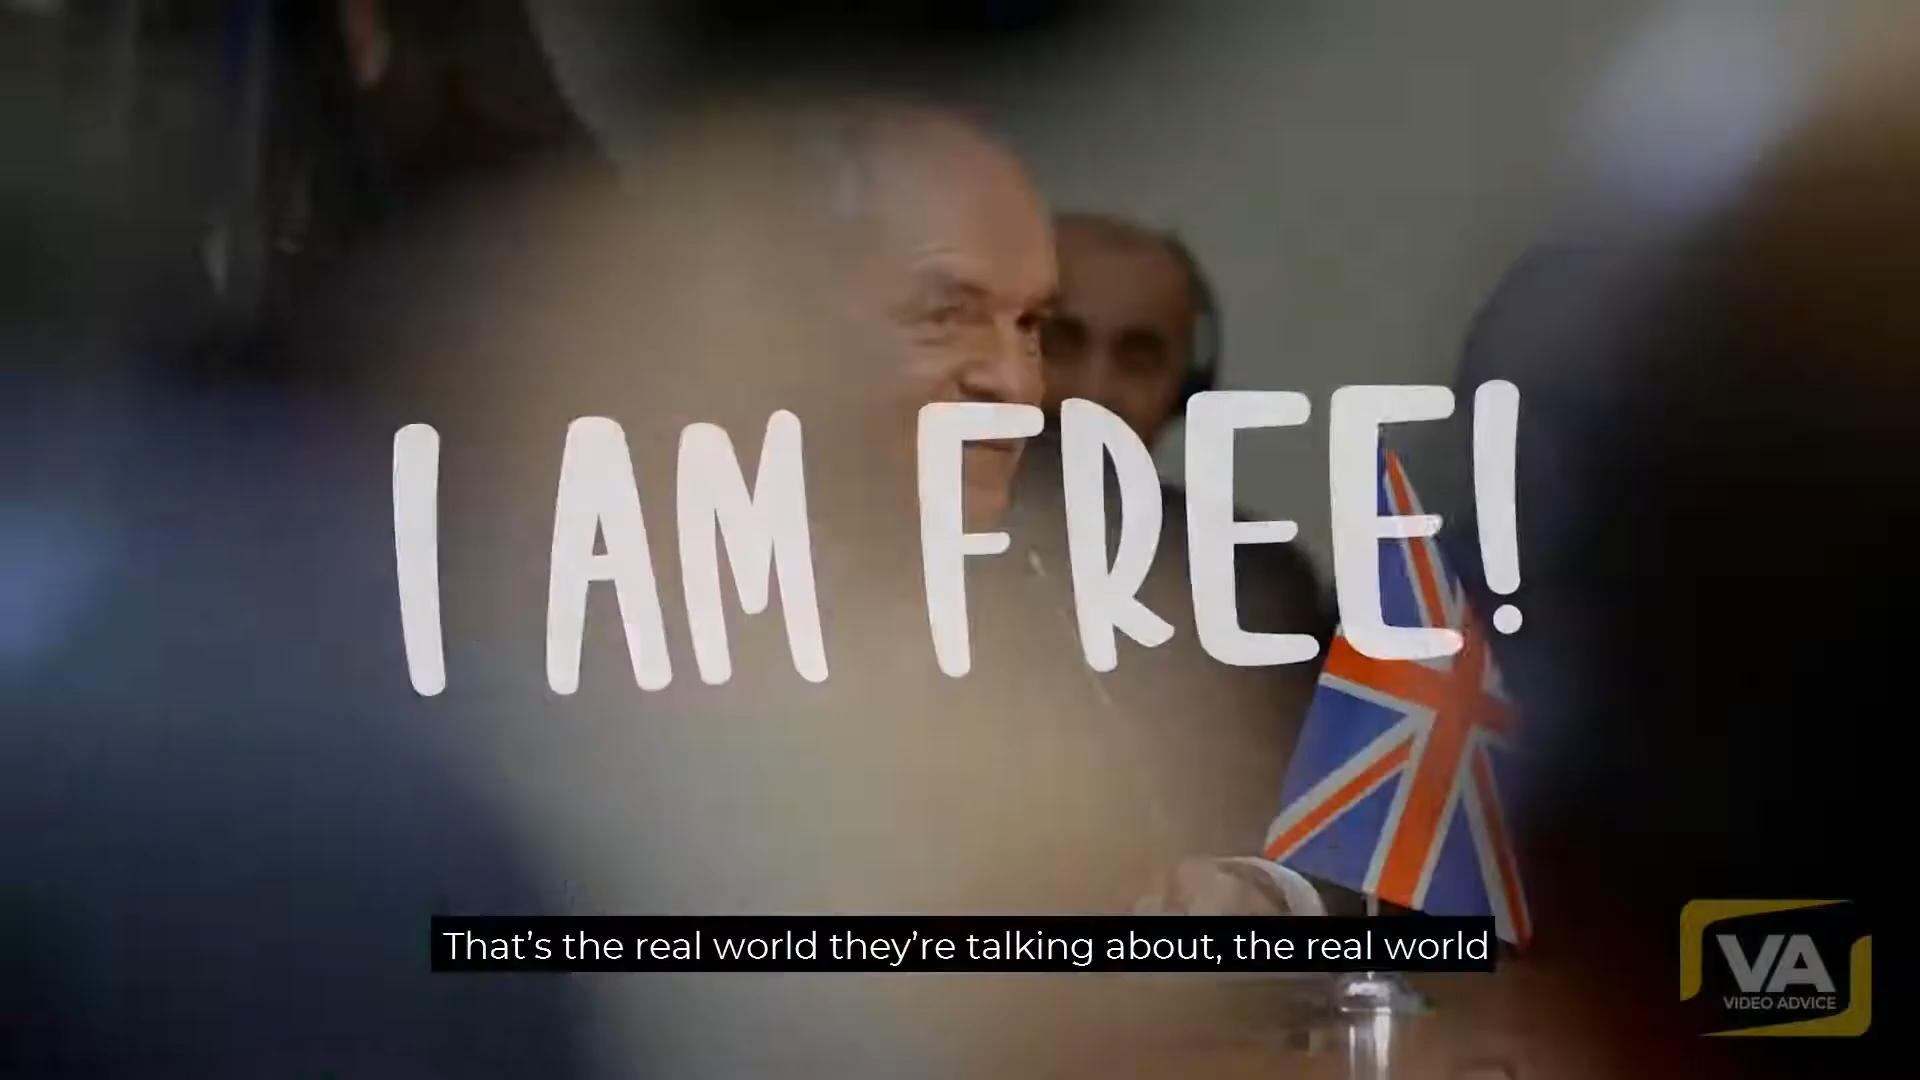 I AM FREE!
That's the real world they're talking about, the real world
VA
VIDEO ADVICE